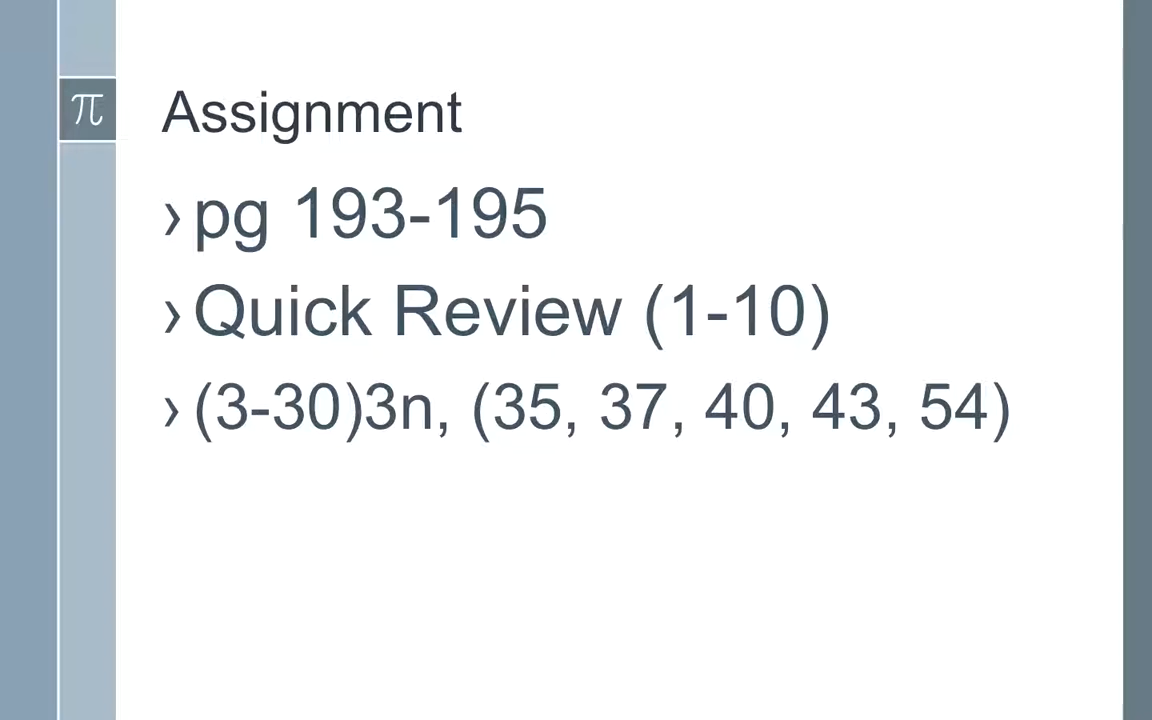 π
Assignment
› pg 193-195
› Quick Review (1-10)
› (3-30)3n, (35, 37, 40, 43, 54)